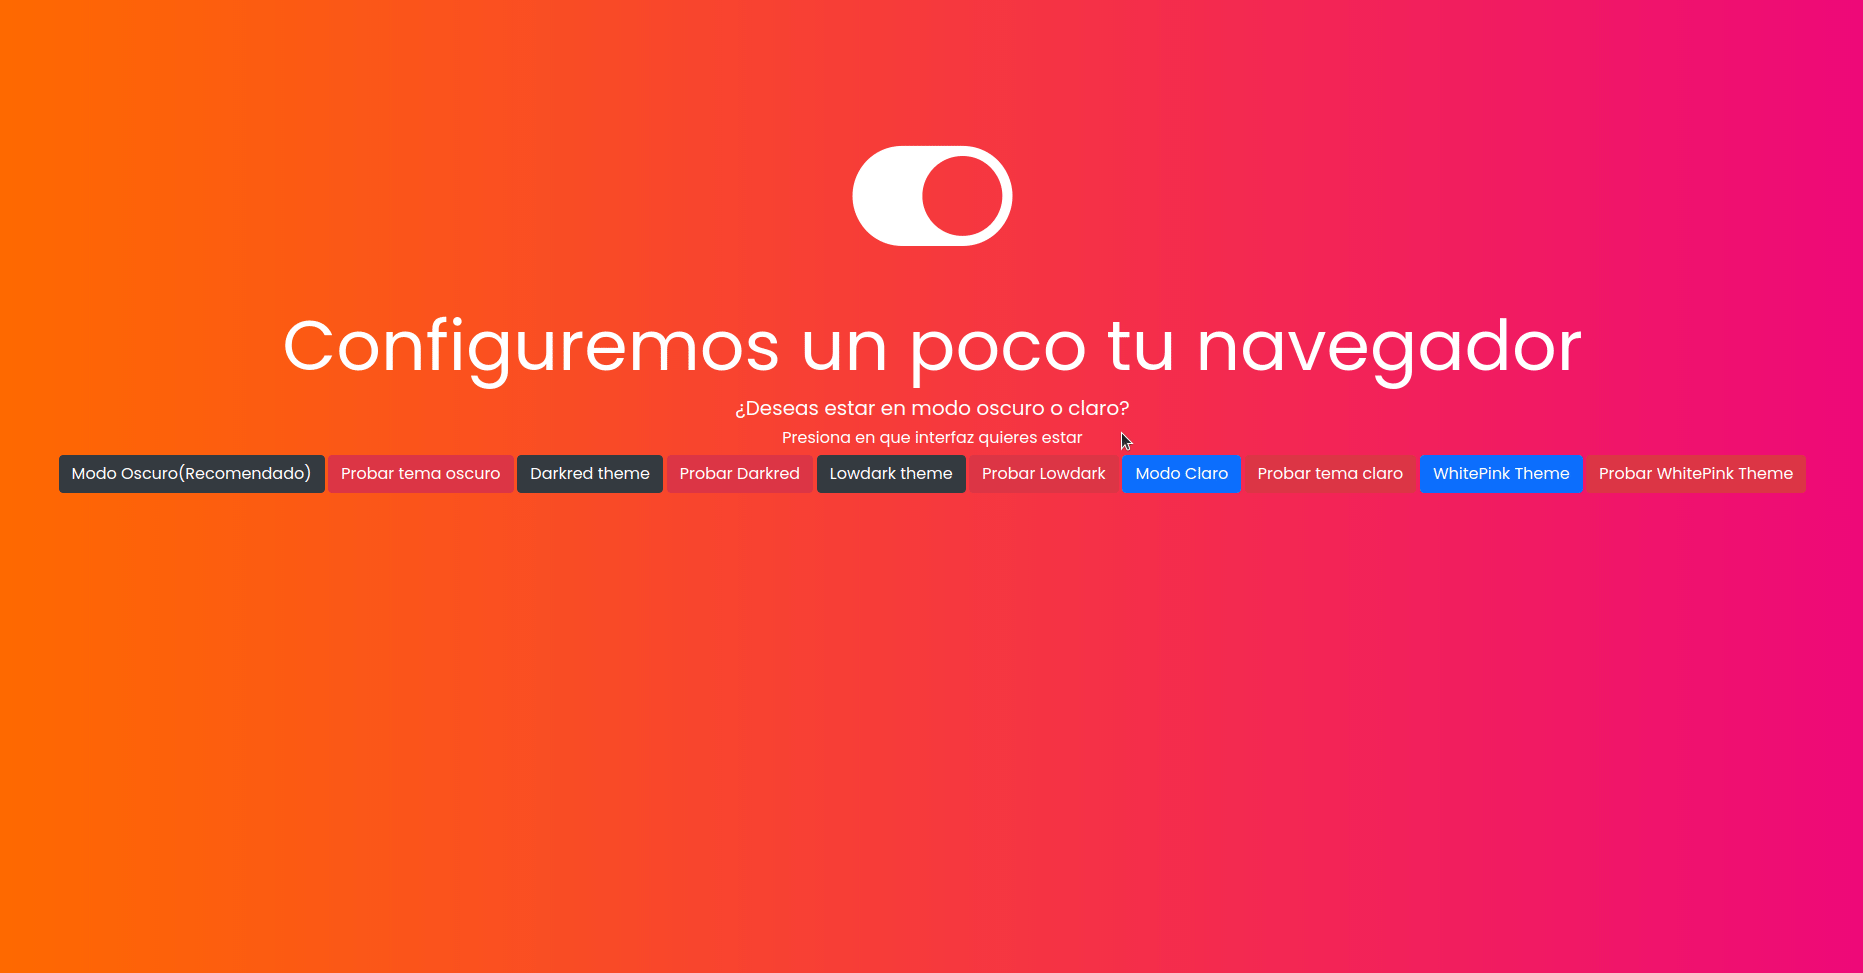 Configuremos un poco tu navegador
¿Deseas estar en modo oscuro o claro?
Presiona en que interfaz quieres estar
Modo Oscuro(Recomendado) Probar tema oscuro Darkred theme Probar Darkred Lowdark theme Probar Lowdark Modo Claro Probar tema claro WhitePink Theme Probar WhitePink Theme